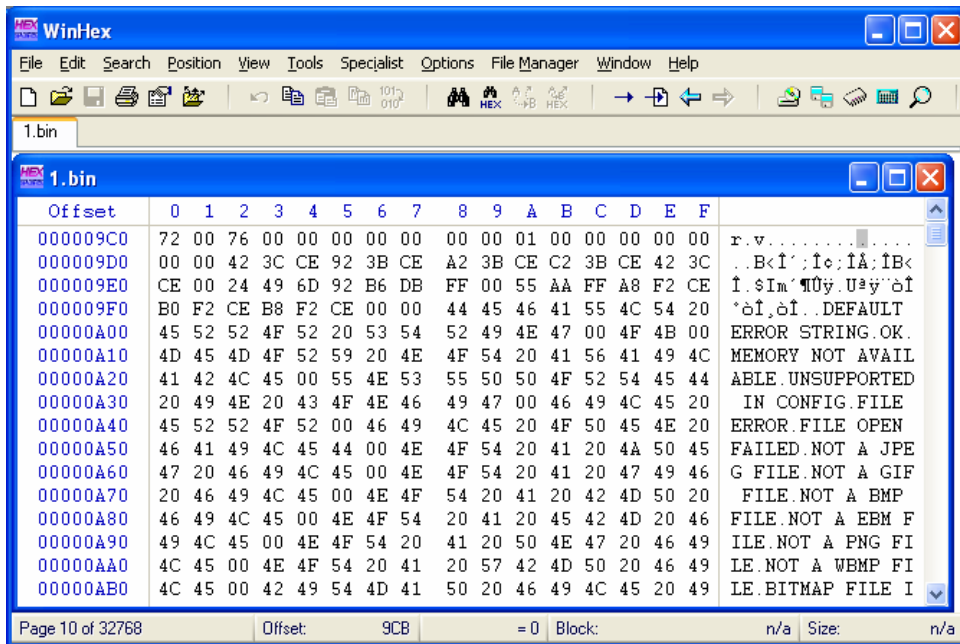 WinHex
File Edit Search Position View Tools Specialist Options File Manager Window Help
1.bin
1.bin
Offset 0 1 2 3 4 5 6 7 8 9 A B C D E F
000009C0 72 00 76 00 00 00 00 00 00 00 01 00 00 00 00 00 r.v.............
000009D0 00 00 42 3C CE 92 3B CE A2 3B CE C2 3B CE 42 3C ..B<Î´;΢;ÎÂ;ÎB<
000009E0 CE 00 24 49 6D 92 B6 DB FF 00 55 AA FF A8 F2 CE Î.$Im´¶Ûÿ.Uªÿ¨òÎ
000009F0 B0 F2 CE B8 F2 CE 00 00 44 45 46 41 55 4C 54 20 °òθòÎ..DEFAULT
00000A00 45 52 52 4F 52 20 53 54 52 49 4E 47 00 4F 4B 00 ERROR STRING.OK.
00000A10 4D 45 4D 4F 52 59 20 4E 4F 54 20 41 56 41 49 4C MEMORY NOT AVAIL
00000A20 41 42 4C 45 00 55 4E 53 55 50 50 4F 52 54 45 44 ABLE.UNSUPPORTED
00000A30 20 49 4E 20 43 4F 4E 46 49 47 00 46 49 4C 45 20 IN CONFIG.FILE
00000A40 45 52 52 4F 52 00 46 49 4C 45 20 4F 50 45 4E 20 ERROR.FILE OPEN
00000A50 46 41 49 4C 45 44 00 4E 4F 54 20 41 20 4A 50 45 FAILED.NOT A JPE
00000A60 47 20 46 49 4C 45 00 4E 4F 54 20 41 20 47 49 46 G FILE.NOT A GIF
00000A70 20 46 49 4C 45 00 4E 4F 54 20 41 20 42 4D 50 20 FILE.NOT A BMP
00000A80 46 49 4C 45 00 4E 4F 54 20 41 20 45 42 4D 20 46 FILE.NOT A EBM F
00000A90 49 4C 45 00 4E 4F 54 20 41 20 50 4E 47 20 46 49 ILE.NOT A PNG FI
00000AA0 4C 45 00 4E 4F 54 20 41 20 57 42 4D 50 20 46 49 LE.NOT A WBMP FI
00000AB0 4C 45 00 42 49 54 4D 41 50 20 46 49 4C 45 20 49 LE.BITMAP FILE I
Page 10 of 32768 Offset: 9CB = 0 Block: n/a Size: n/a